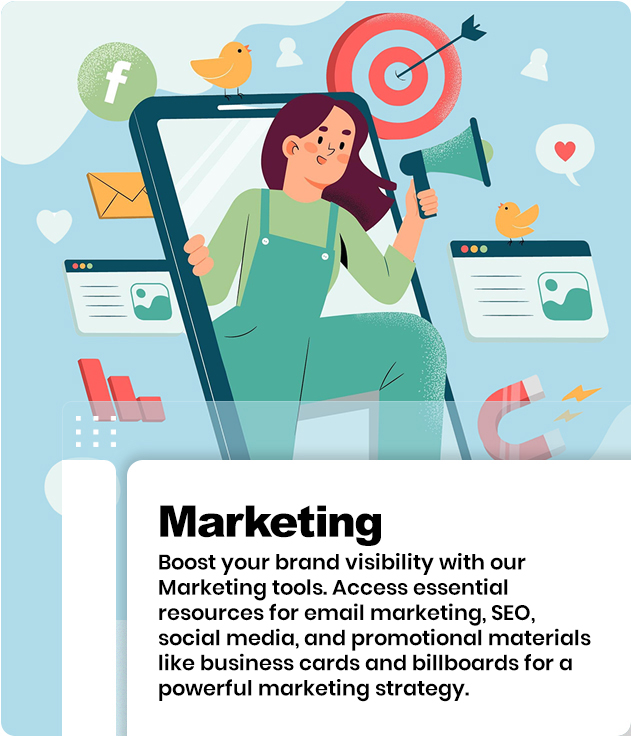 f
Marketing
Boost your brand visibility with our
Marketing tools. Access essential
resources for email marketing, SEO,
social media, and promotional materials
like business cards and billboards for a
powerful marketing strategy.